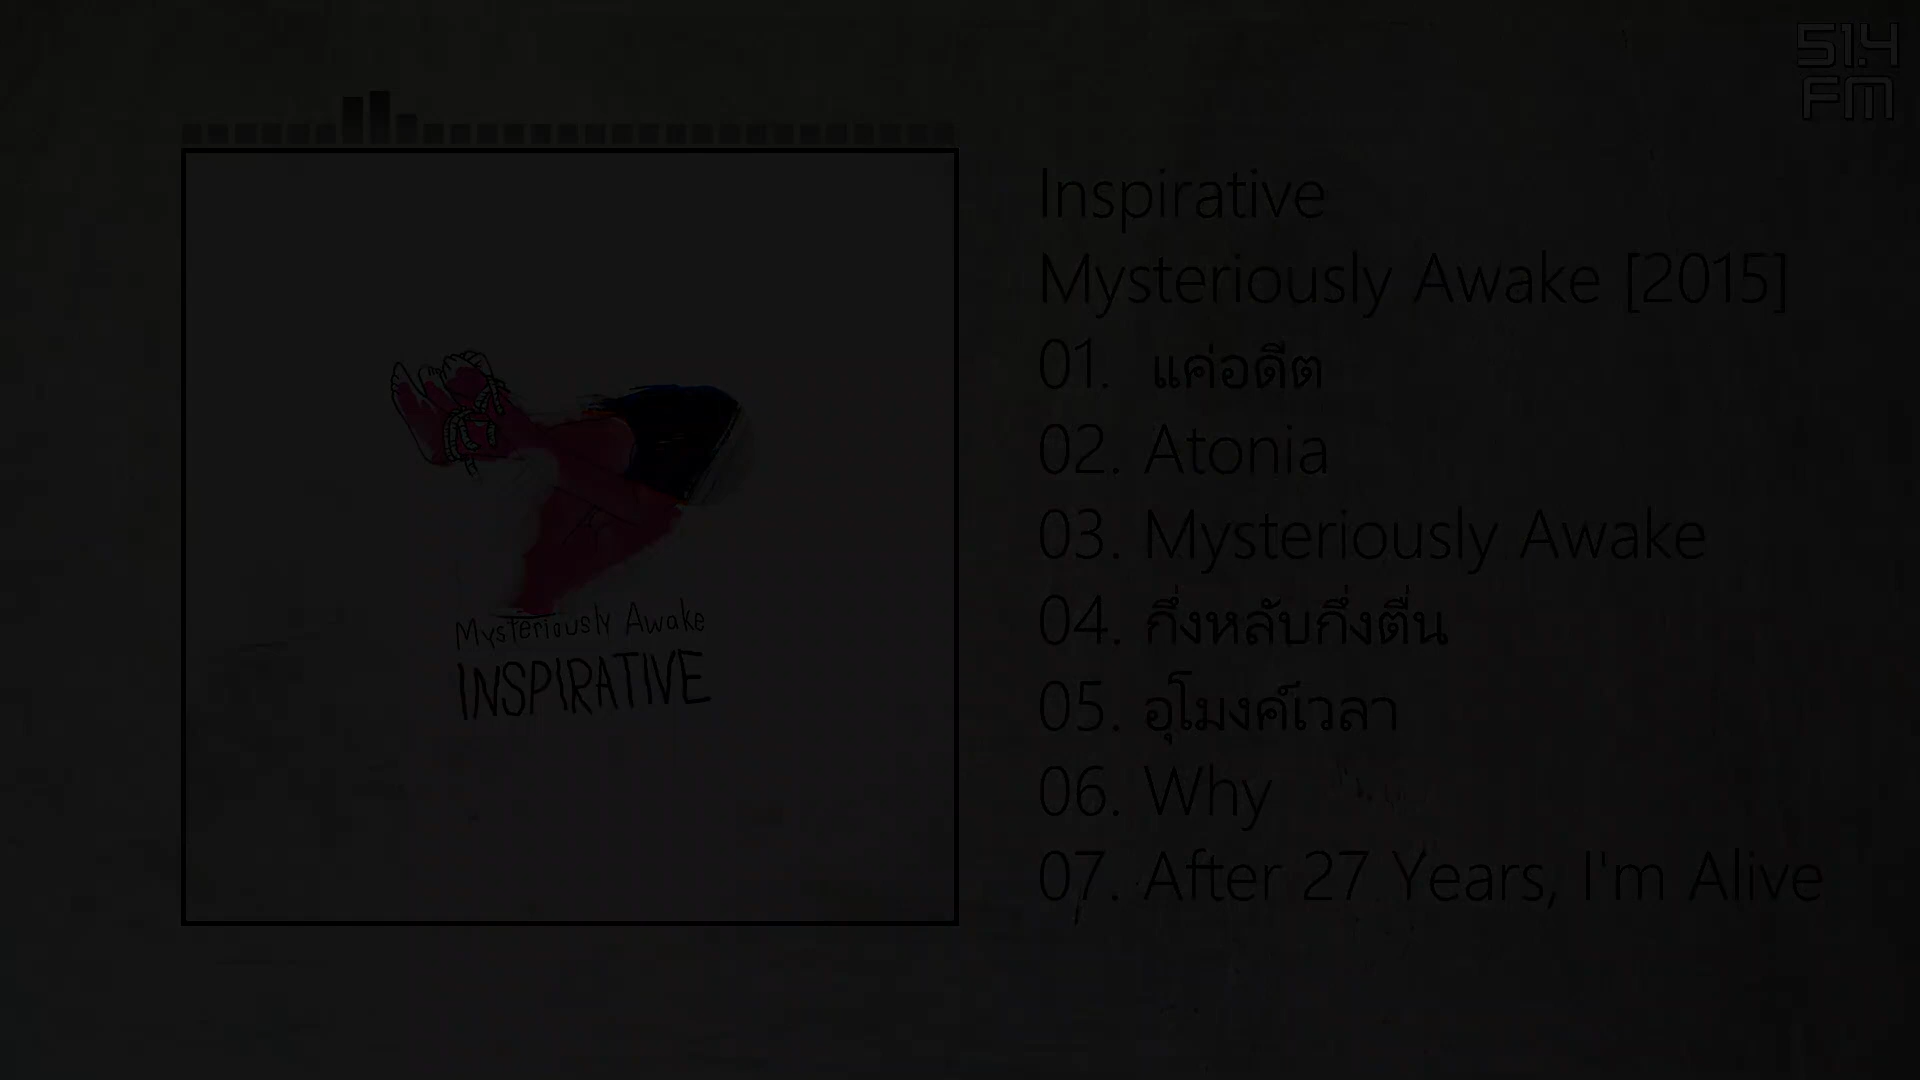 51.4
FM
Inspirative
Mysteriously Awake [2015]
01. แค่อดีต
02. Atonia
03. Mysteriously Awake
04. กึ่งหลับกึ่งตื่น
05. อุโมงค์เวลา
06. Why
07. After 27 Years, I'm Alive
Mysteriously Awake
INSPIRATIVE